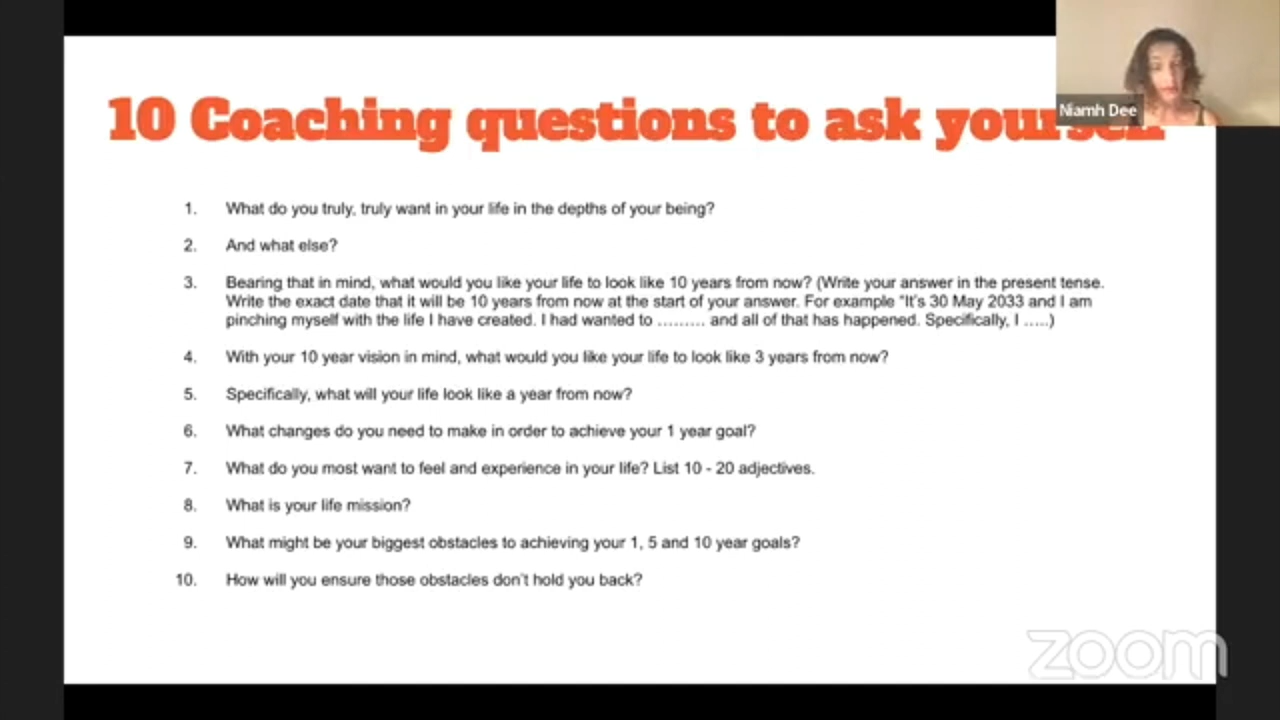 10 Coaching questions to ask yourself
Niamh Dee
1. What do you truly, truly want in your life in the depths of your being?
2. And what else?
3. Bearing that in mind, what would you like your life to look like 10 years from now? (Write your answer in the present tense.
Write the exact date that it will be 10 years from now at the start of your answer. For example "It's 30 May 2033 and I am
pinching myself with the life I have created. I had wanted to ......... and all of that has happened. Specifically, I .....)
4. With your 10 year vision in mind, what would you like your life to look like 3 years from now?
5. Specifically, what will your life look like a year from now?
6. What changes do you need to make in order to achieve your 1 year goal?
7. What do you most want to feel and experience in your life? List 10 - 20 adjectives.
8. What is your life mission?
9. What might be your biggest obstacles to achieving your 1, 5 and 10 year goals?
10. How will you ensure those obstacles don't hold you back?
zoom